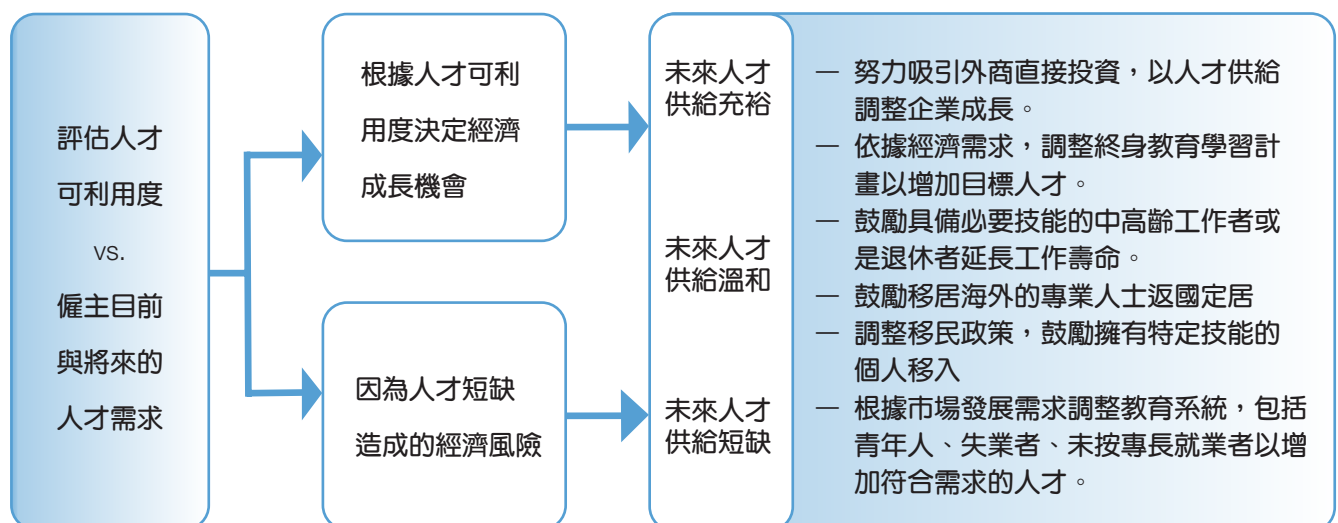 評估人才
可利用度
vs.
僱主目前
與將來的
人才需求
根據人才可利
用度決定經濟
成長機會
因為人才短缺
造成的經濟風險
未來人才
供給充裕
未來人才
供給溫和
未來人才
供給短缺
— 努力吸引外商直接投資，以人才供給
調整企業成長。
— 依據經濟需求，調整終身教育學習計
畫以增加目標人才。
— 鼓勵具備必要技能的中高齡工作者或
是退休者延長工作壽命。
— 鼓勵移居海外的專業人士返國定居
— 調整移民政策，鼓勵擁有特定技能的
個人移入
— 根據市場發展需求調整教育系統，包括
青年人、失業者、未按專長就業者以增
加符合需求的人才。